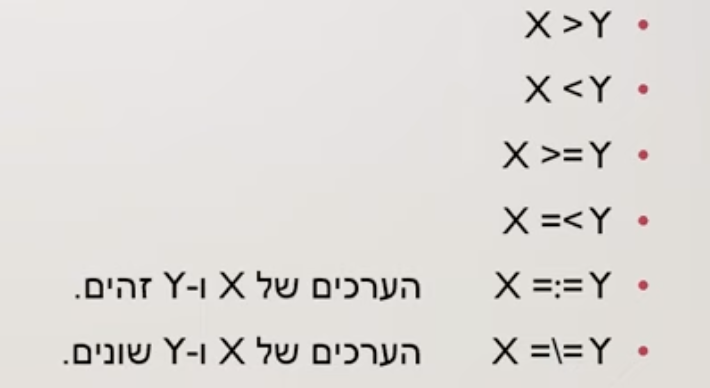 X > Y
X < Y
X >= Y
X =< Y
X =:= Y הערכים של X ו-Y זהים.
X =\= Y הערכים של X ו-Y שונים.